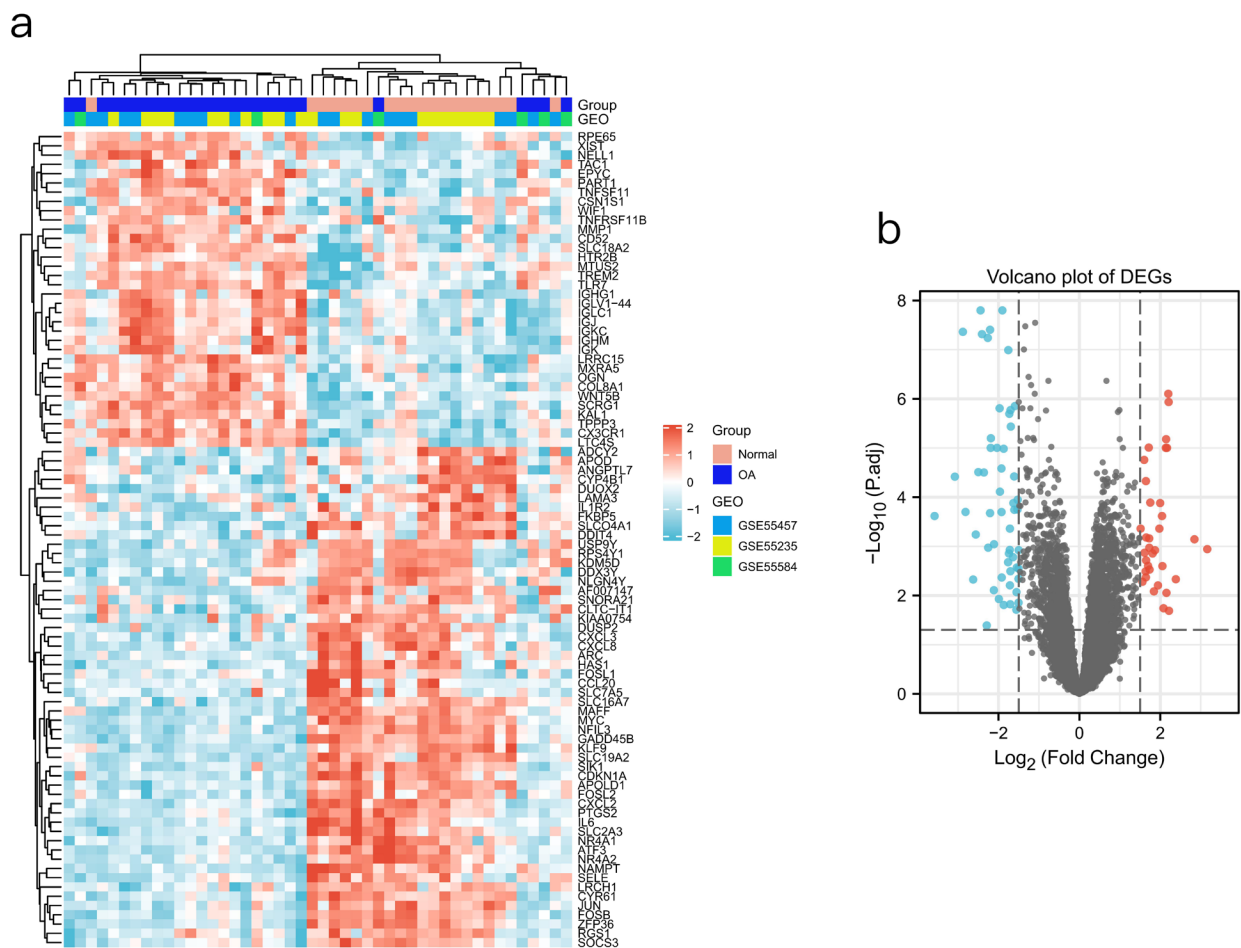 a
Group
GEO
RPE65
XIST
NELL1
TAC1
EPYC
PART1
TNFSF11
CSN1S1
WIF1
TNFRSF11B
MMP1
CD52
SLC18A2
HTR2B
MTUS2
TREM2
TLR7
IGHG1
IGLV1−44
IGLC1
IGJ
IGKC
IGHM
IGK
LRRC15
MXRA5
OGN
COL8A1
WNT5B
SCRG1
KAL1
TPPP3
CX3CR1
LTC4S
ADCY2
APOD
ANGPTL7
CYP4B1
DUOX2
LAMA3
IL1R2
FKBP5
SLCO4A1
DDIT4
USP9Y
RPS4Y1
KDM5D
DDX3Y
NLGN4Y
AF007147
SNORA21
CLTC−IT1
KIAA0754
DUSP2
CXCL3
CXCL8
ARC
HAS1
FOSL1
CCL20
SLC7A5
SLC16A7
MAFF
MYC
NFIL3
GADD45B
KLF9
SLC19A2
SIK1
CDKN1A
APOLD1
FOSL2
CXCL2
PTGS2
IL6
SLC2A3
NR4A1
ATF3
NR4A2
NAMPT
SELE
LRCH1
CYR61
JUN
FOSB
ZFP36
RGS1
SOCS3
2
1
0
−1
−2
Group
Normal
OA
GEO
GSE55457
GSE55235
GSE55584
b
Volcano plot of DEGs
−Log10 (P.adj)
8
6
4
2
0
−2 0 2
Log2 (Fold Change)